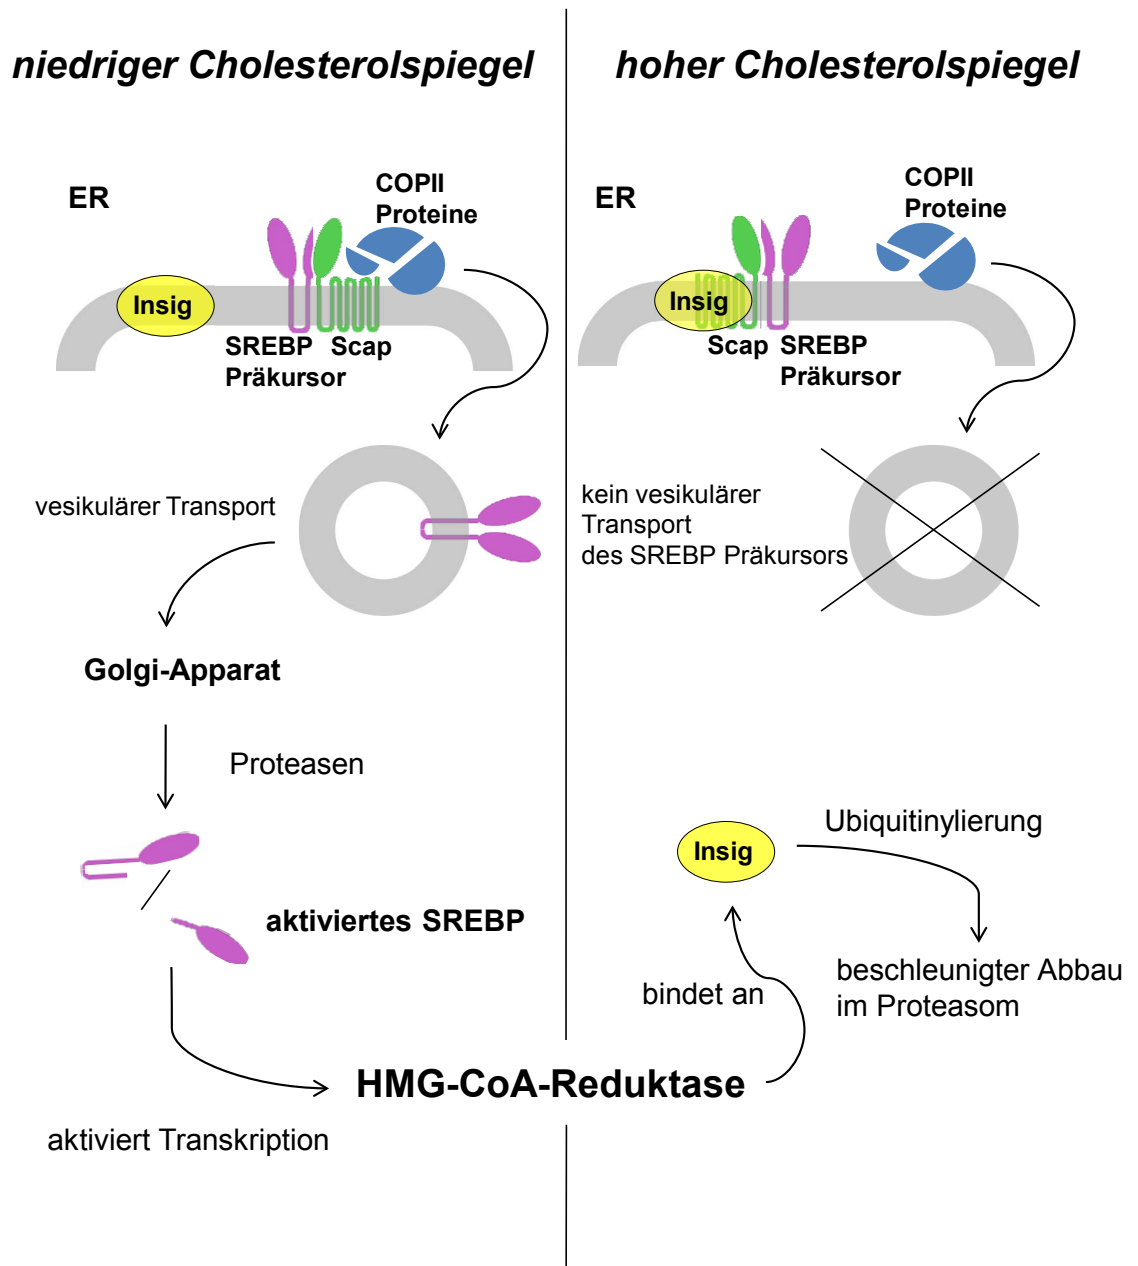 niedriger Cholesterolspiegel
ER
COPII
Proteine
Insig
SREBP
Präkursor
Scap
vesikulärer Transport
Golgi-Apparat
Proteasen
aktiviertes SREBP
aktiviert Transkription
HMG-CoA-Reduktase
hoher Cholesterolspiegel
ER
COPII
Proteine
Insig
Scap
SREBP
Präkursor
kein vesikulärer
Transport
des SREBP Präkursors
Ubiquitinylierung
Insig
beschleunigter Abbau
im Proteasom
bindet an